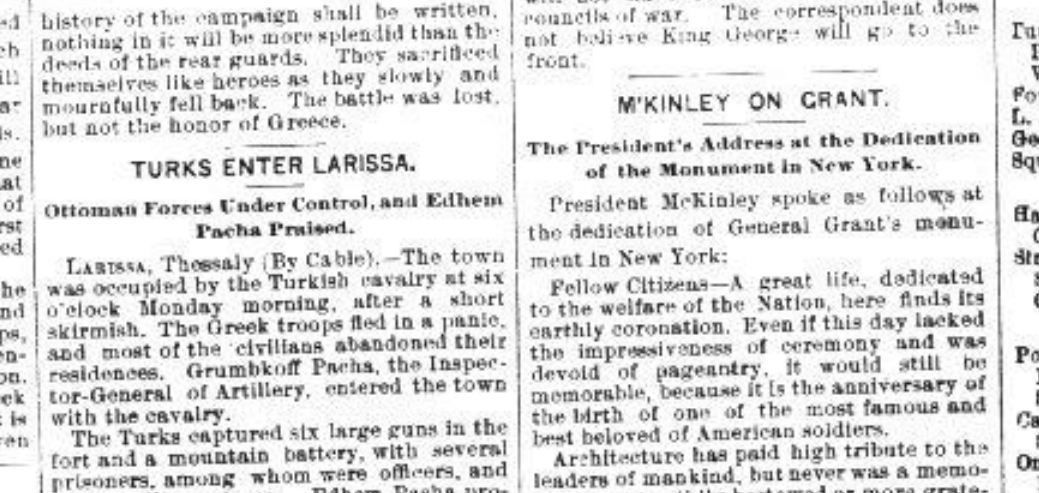 history of the campaign shall be written,
nothing in it will be more splendid than the
deeds of the rear guards. They sacrificed
themselves like heroes as they slowly and
mournfully fell back. The battle was lost,
but not the honor of Greece.
TURKS ENTER LARISSA.
Ottoman Forces Under Control, and Edhem
Pacha Praised.
LARISSA, Thessaly (By Cable).—The town
was occupied by the Turkish cavalry at six
o'clock Monday morning, after a short
skirmish. The Greek troops fled in a panic,
and most of the civilians abandoned their
residences. Grumbkoff Pacha, the Inspec-
tor-General of Artillery, entered the town
with the cavalry.
The Turks captured six large guns in the
fort and a mountain battery, with several
prisoners, among whom were officers, and
Edhem Pacha pro-
councils of war. The correspondent does
not believe King George will go to the
front.
M'KINLEY ON GRANT.
The President's Address at the Dedication
of the Monument in New York.
President McKinley spoke as follows at
the dedication of General Grant's monu-
ment in New York:
Fellow Citizens—A great life, dedicated
to the welfare of the Nation, here finds its
earthly coronation. Even if this day lacked
the impressiveness of ceremony and was
devoid of pageantry, it would still be
memorable, because it is the anniversary of
the birth of one of the most famous and
best beloved of American soldiers.
Architecture has paid high tribute to the
leaders of mankind, but never was a memo-
or more grate-